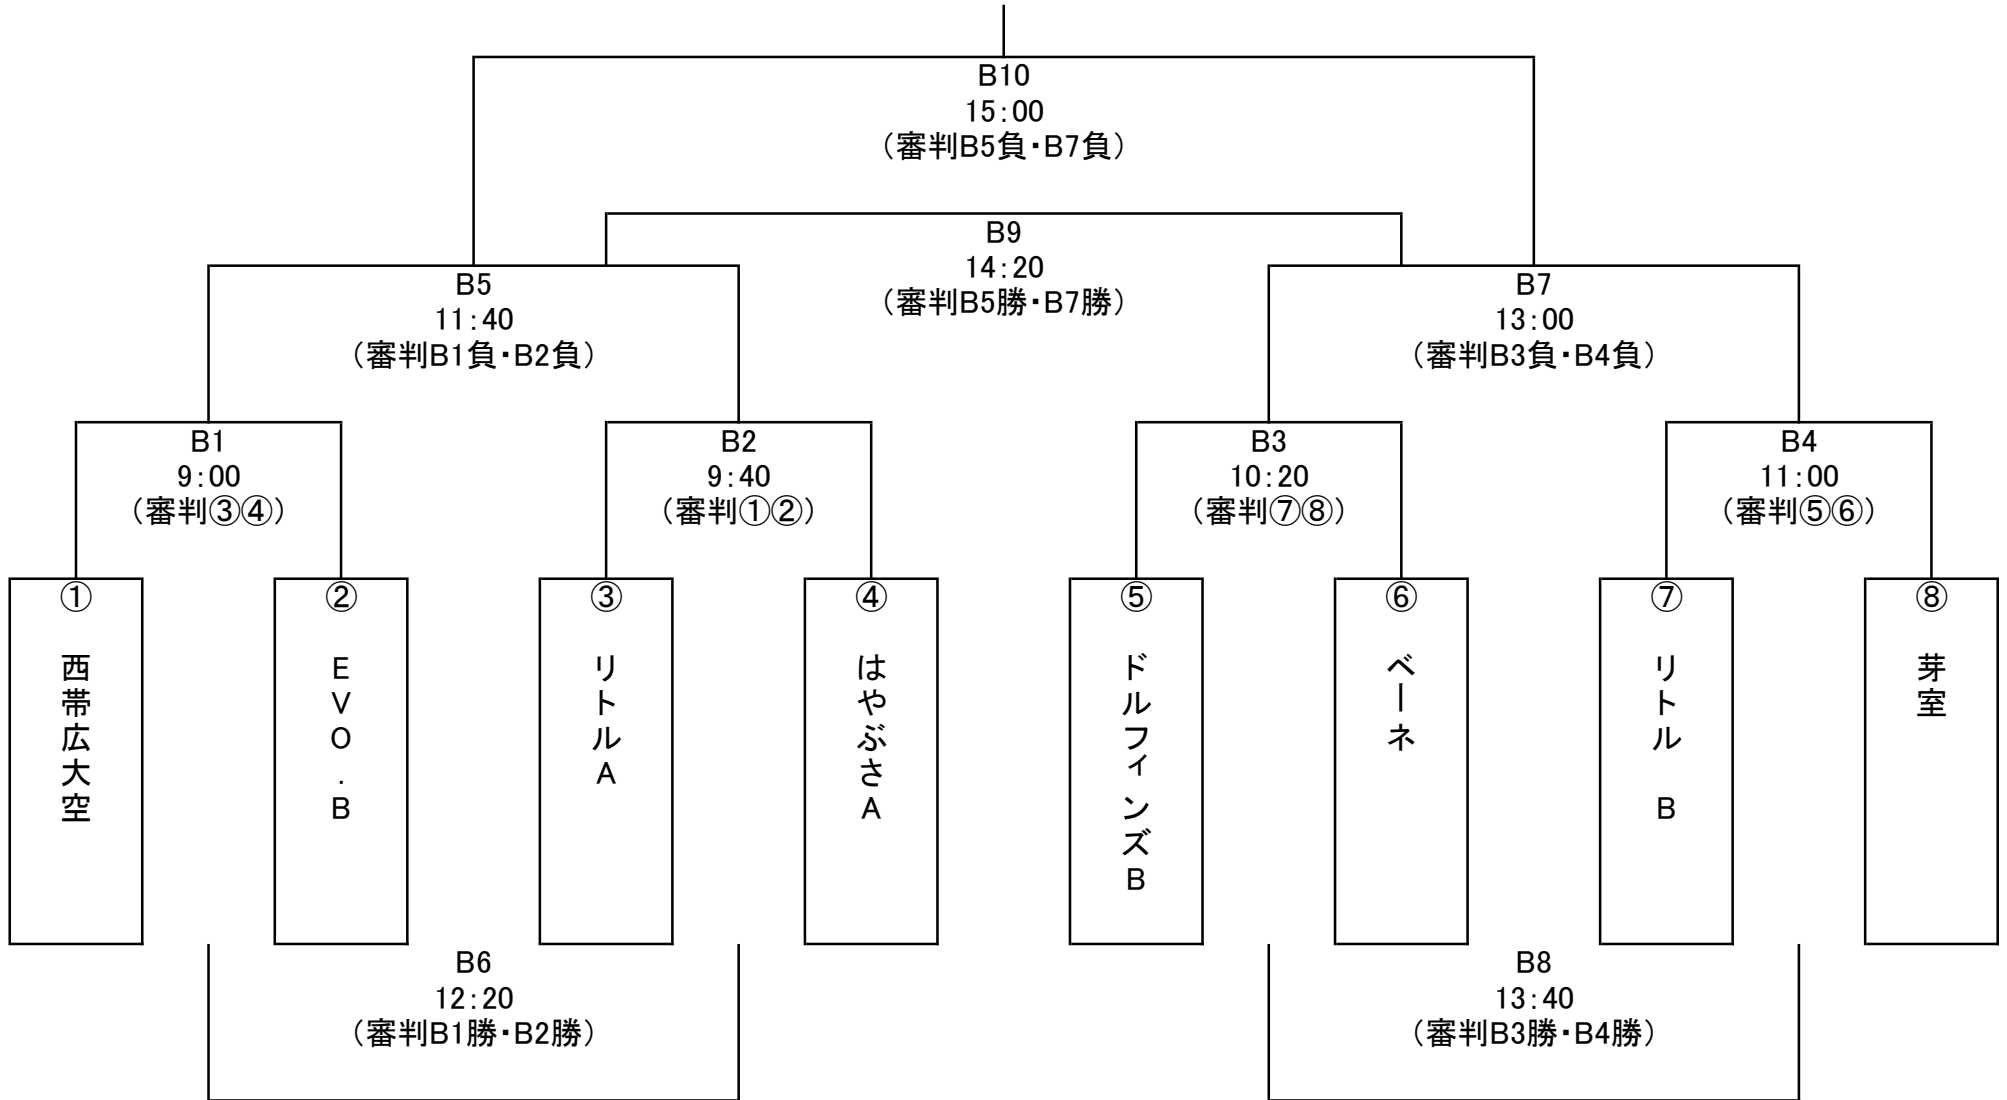 B10
15:00
（審判B5負・B7負）
B9
14:20
（審判B5勝・B7勝）
B5
11:40
（審判B1負・B2負）
B7
13:00
（審判B3負・B4負）
B1
9:00
（審判③④）
B2
9:40
（審判①②）
B3
10:20
（審判⑦⑧）
B4
11:00
（審判⑤⑥）
①
西帯広大空
②
EVO.B
③
リトルA
④
はやぶさA
⑤
ドルフィンズB
⑥
ベーネ
⑦
リトル B
⑧
芽室
B6
12:20
（審判B1勝・B2勝）
B8
13:40
（審判B3勝・B4勝）